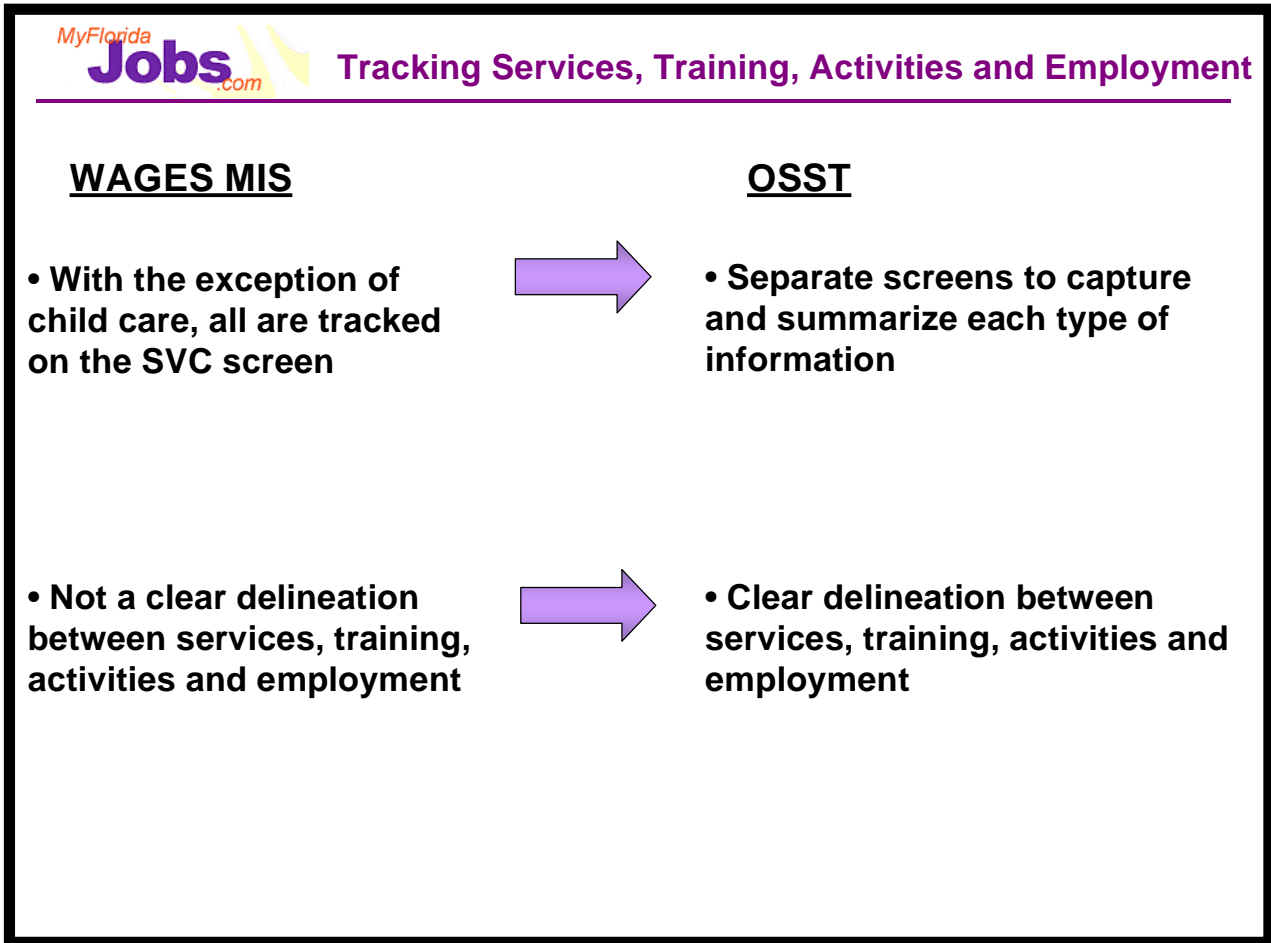 MyFlorida
Jobs
.com
Tracking Services, Training, Activities and Employment
WAGES MIS
OSST
• With the exception of
child care, all are tracked
on the SVC screen
• Separate screens to capture
and summarize each type of
information
• Not a clear delineation
between services, training,
activities and employment
• Clear delineation between
services, training, activities and
employment